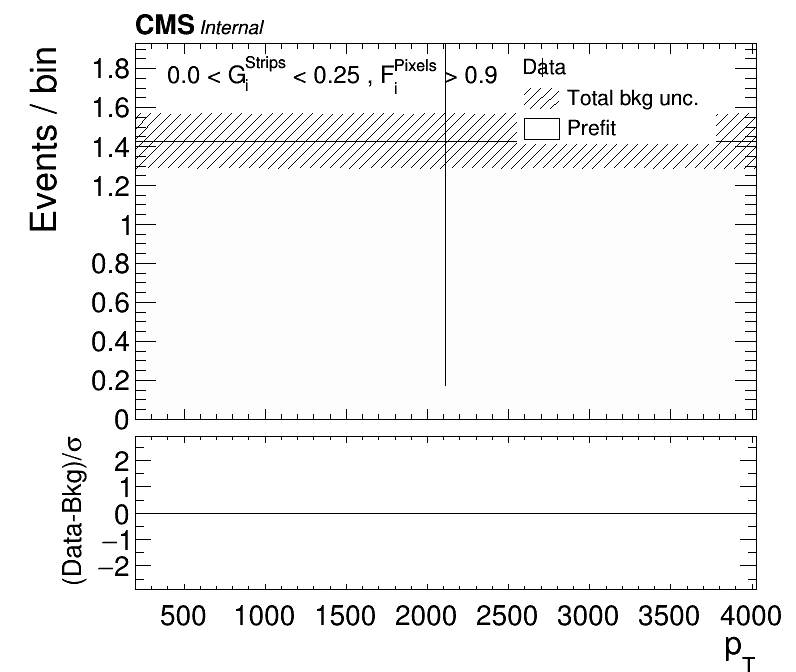 CMS Internal
0.0 < G_i^Strips < 0.25 , F_i^Pixels > 0.9
Data
Total bkg unc.
Prefit
Events / bin
1.8
1.6
1.4
1.2
1
0.8
0.6
0.4
0.2
0
(Data-Bkg)/σ
2
1
0
−1
−2
500 1000 1500 2000 2500 3000 3500 4000
p_T